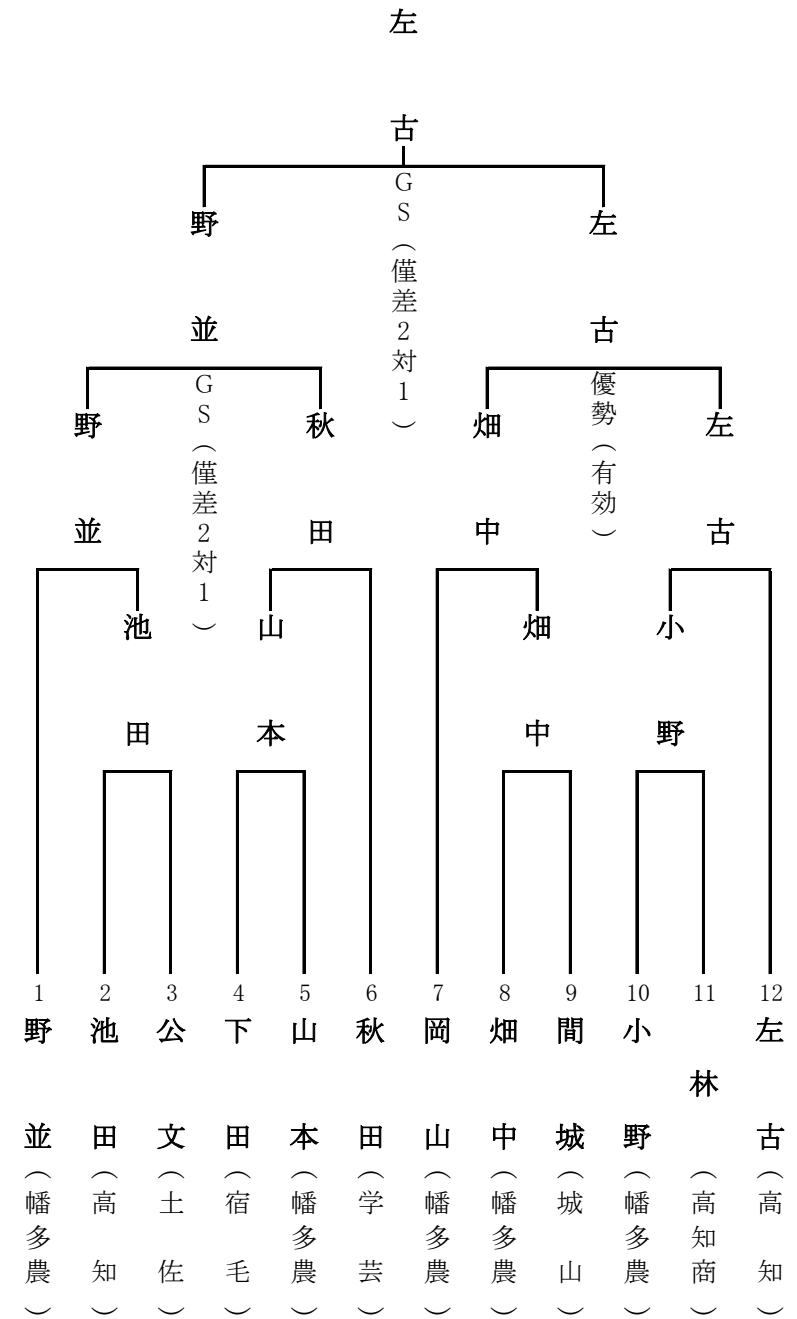 左古
GS（僅差2対1）
野並
左古
GS（僅差2対1）
優勢（有効）
野並
秋田
畑中
左古
池田
山本
畑中
小野
1 野並（幡多農）
2 池田（高知）
3 公文（土佐）
4 下田（宿毛）
5 山本（幡多農）
6 秋田（学芸）
7 岡山（幡多農）
8 畑中（幡多農）
9 間城（城山）
10 小野（幡多農）
11 林（高知商）
12 左古（高知）